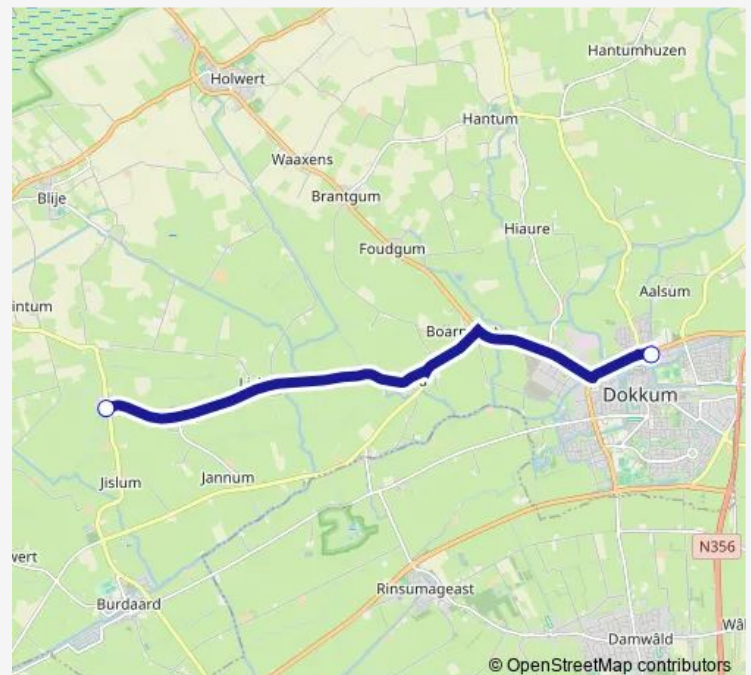 Hantumhuzen
Holwert
Hantum
Waaxens
Brantgum
Blije
Hiaure
Foudgum
Aalsum
intum
Boarn
Dokkum
Jannum
Jislum
N356
wert
Rinsumageast
Burdaard
Wâl
Damwâld
© OpenStreetMap contributors